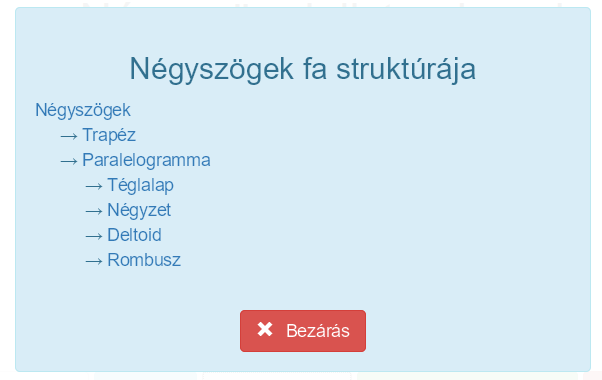 Négyszögek fa struktúrája
Négyszögek
→ Trapéz
→ Paralelogramma
→ Téglalap
→ Négyzet
→ Deltoid
→ Rombusz
✖ Bezárás